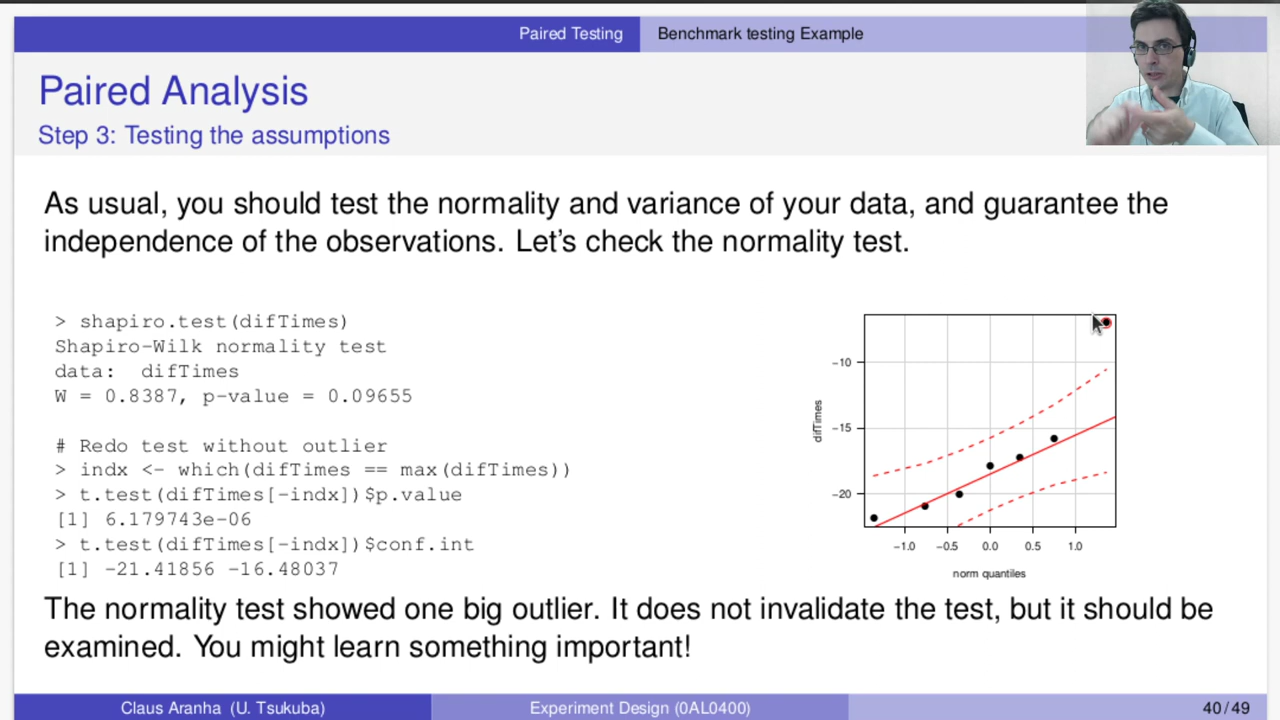 Paired Testing
Benchmark testing Example
Paired Analysis
Step 3: Testing the assumptions
As usual, you should test the normality and variance of your data, and guarantee the
independence of the observations. Let's check the normality test.
> shapiro.test(difTimes)
Shapiro-Wilk normality test
data: difTimes
W = 0.8387, p-value = 0.09655
# Redo test without outlier
> indx <- which(difTimes == max(difTimes))
> t.test(difTimes[-indx])$p.value
[1] 6.179743e-06
> t.test(difTimes[-indx])$conf.int
[1] -21.41856 -16.48037
difTimes
−10
−15
−20
−1.0 −0.5 0.0 0.5 1.0
norm quantiles
The normality test showed one big outlier. It does not invalidate the test, but it should be
examined. You might learn something important!
Claus Aranha (U. Tsukuba)
Experiment Design (0AL0400)
40 / 49